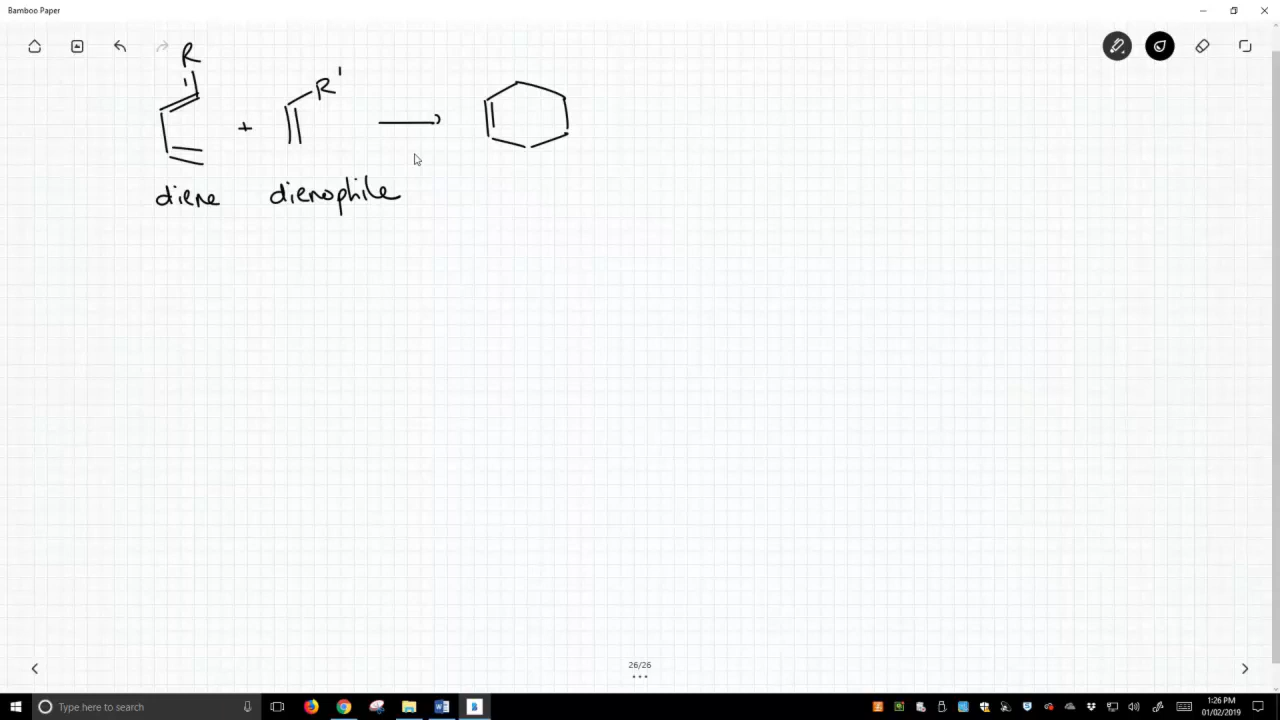 Bamboo Paper
R
R'
+
diene
dienophile
26/26
Type here to search
1:26 PM
01/02/2019